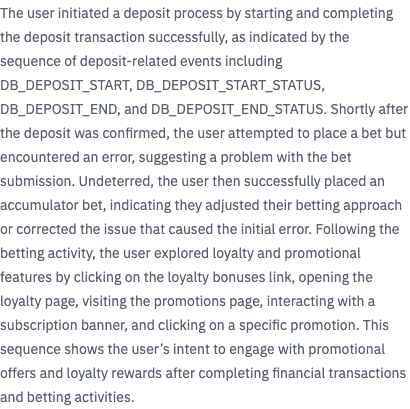 The user initiated a deposit process by starting and completing
the deposit transaction successfully, as indicated by the
sequence of deposit-related events including
DB_DEPOSIT_START, DB_DEPOSIT_START_STATUS,
DB_DEPOSIT_END, and DB_DEPOSIT_END_STATUS. Shortly after
the deposit was confirmed, the user attempted to place a bet but
encountered an error, suggesting a problem with the bet
submission. Undeterred, the user then successfully placed an
accumulator bet, indicating they adjusted their betting approach
or corrected the issue that caused the initial error. Following the
betting activity, the user explored loyalty and promotional
features by clicking on the loyalty bonuses link, opening the
loyalty page, visiting the promotions page, interacting with a
subscription banner, and clicking on a specific promotion. This
sequence shows the user’s intent to engage with promotional
offers and loyalty rewards after completing financial transactions
and betting activities.